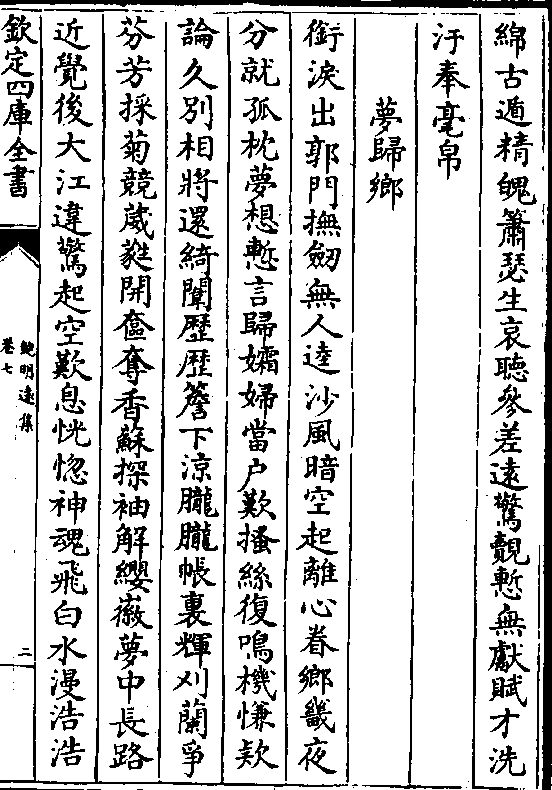 綿古遁精魄簫瑟生哀聽參差遠驚覿慙無獻賦才洗
汙奉毫帛
夢歸鄉
銜淚出郭門撫劒無人逵沙風暗空起離心眷鄉畿夜
分就孤枕夢想慙言歸孀婦當户歎搔絲復鳴機慊欵
論久別相將還綺闈歷歷簷下涼朧朧帳裏輝刈蘭爭
芬芳採菊競葳蕤開奩奪香蘇探袖解纓徽夢中長路
近覺後大江違驚起空歎息恍惚神魂飛白水漫浩浩
欽定四庫全書
鮑明遠集
卷七
二